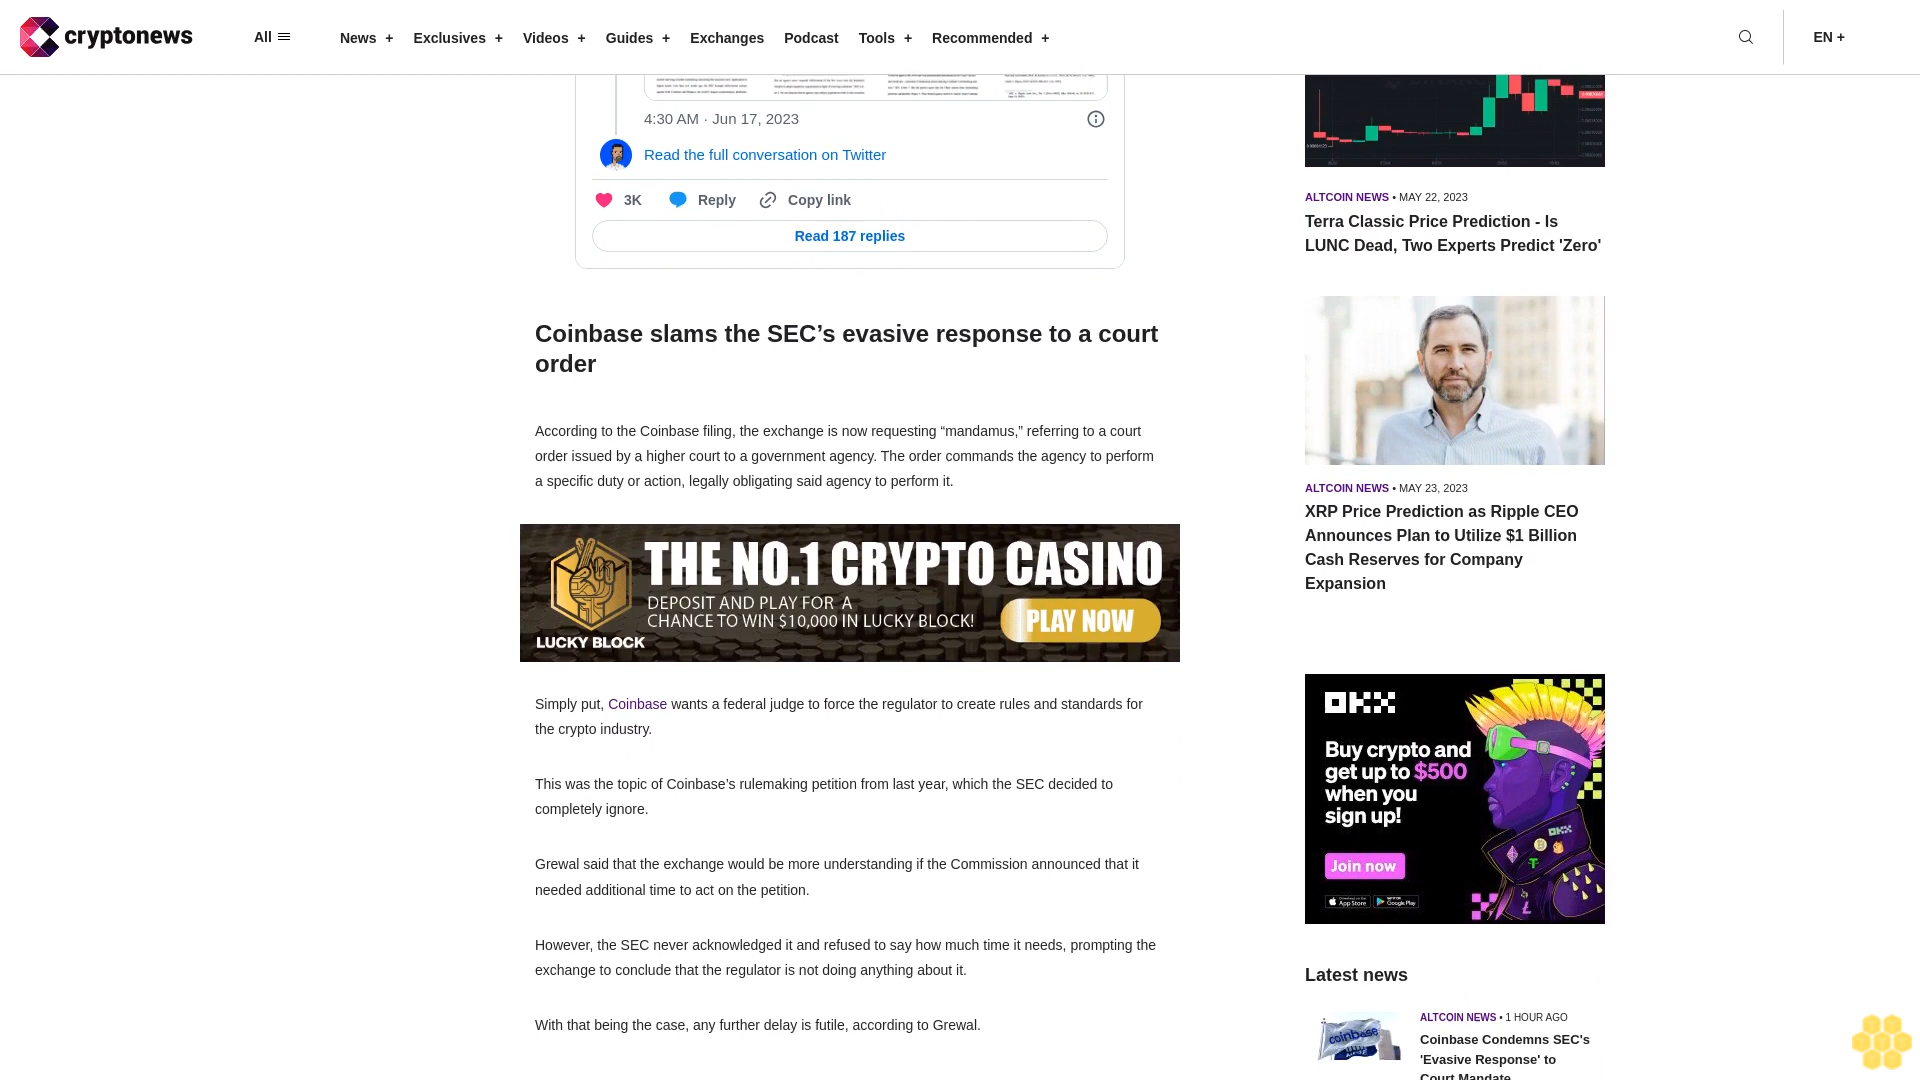 cryptonews
All
News +
Exclusives +
Videos +
Guides +
Exchanges
Podcast
Tools +
Recommended +
EN +
4:30 AM · Jun 17, 2023
Read the full conversation on Twitter
3K
Reply
Copy link
Read 187 replies
Coinbase slams the SEC’s evasive response to a court
order
According to the Coinbase filing, the exchange is now requesting “mandamus,” referring to a court
order issued by a higher court to a government agency. The order commands the agency to perform
a specific duty or action, legally obligating said agency to perform it.
THE NO.1 CRYPTO CASINO
DEPOSIT AND PLAY FOR A
CHANCE TO WIN $10,000 IN LUCKY BLOCK!
PLAY NOW
LUCKY BLOCK
Simply put, Coinbase wants a federal judge to force the regulator to create rules and standards for
the crypto industry.
This was the topic of Coinbase’s rulemaking petition from last year, which the SEC decided to
completely ignore.
Grewal said that the exchange would be more understanding if the Commission announced that it
needed additional time to act on the petition.
However, the SEC never acknowledged it and refused to say how much time it needs, prompting the
exchange to conclude that the regulator is not doing anything about it.
With that being the case, any further delay is futile, according to Grewal.
ALTCOIN NEWS • MAY 22, 2023
Terra Classic Price Prediction - Is
LUNC Dead, Two Experts Predict 'Zero'
ALTCOIN NEWS • MAY 23, 2023
XRP Price Prediction as Ripple CEO
Announces Plan to Utilize $1 Billion
Cash Reserves for Company
Expansion
OKX
Buy crypto and
get up to $500
when you
sign up!
Join now
App Store
Google Play
OKX
Latest news
coinbase
ALTCOIN NEWS • 1 HOUR AGO
Coinbase Condemns SEC's
'Evasive Response' to
Court Mandate